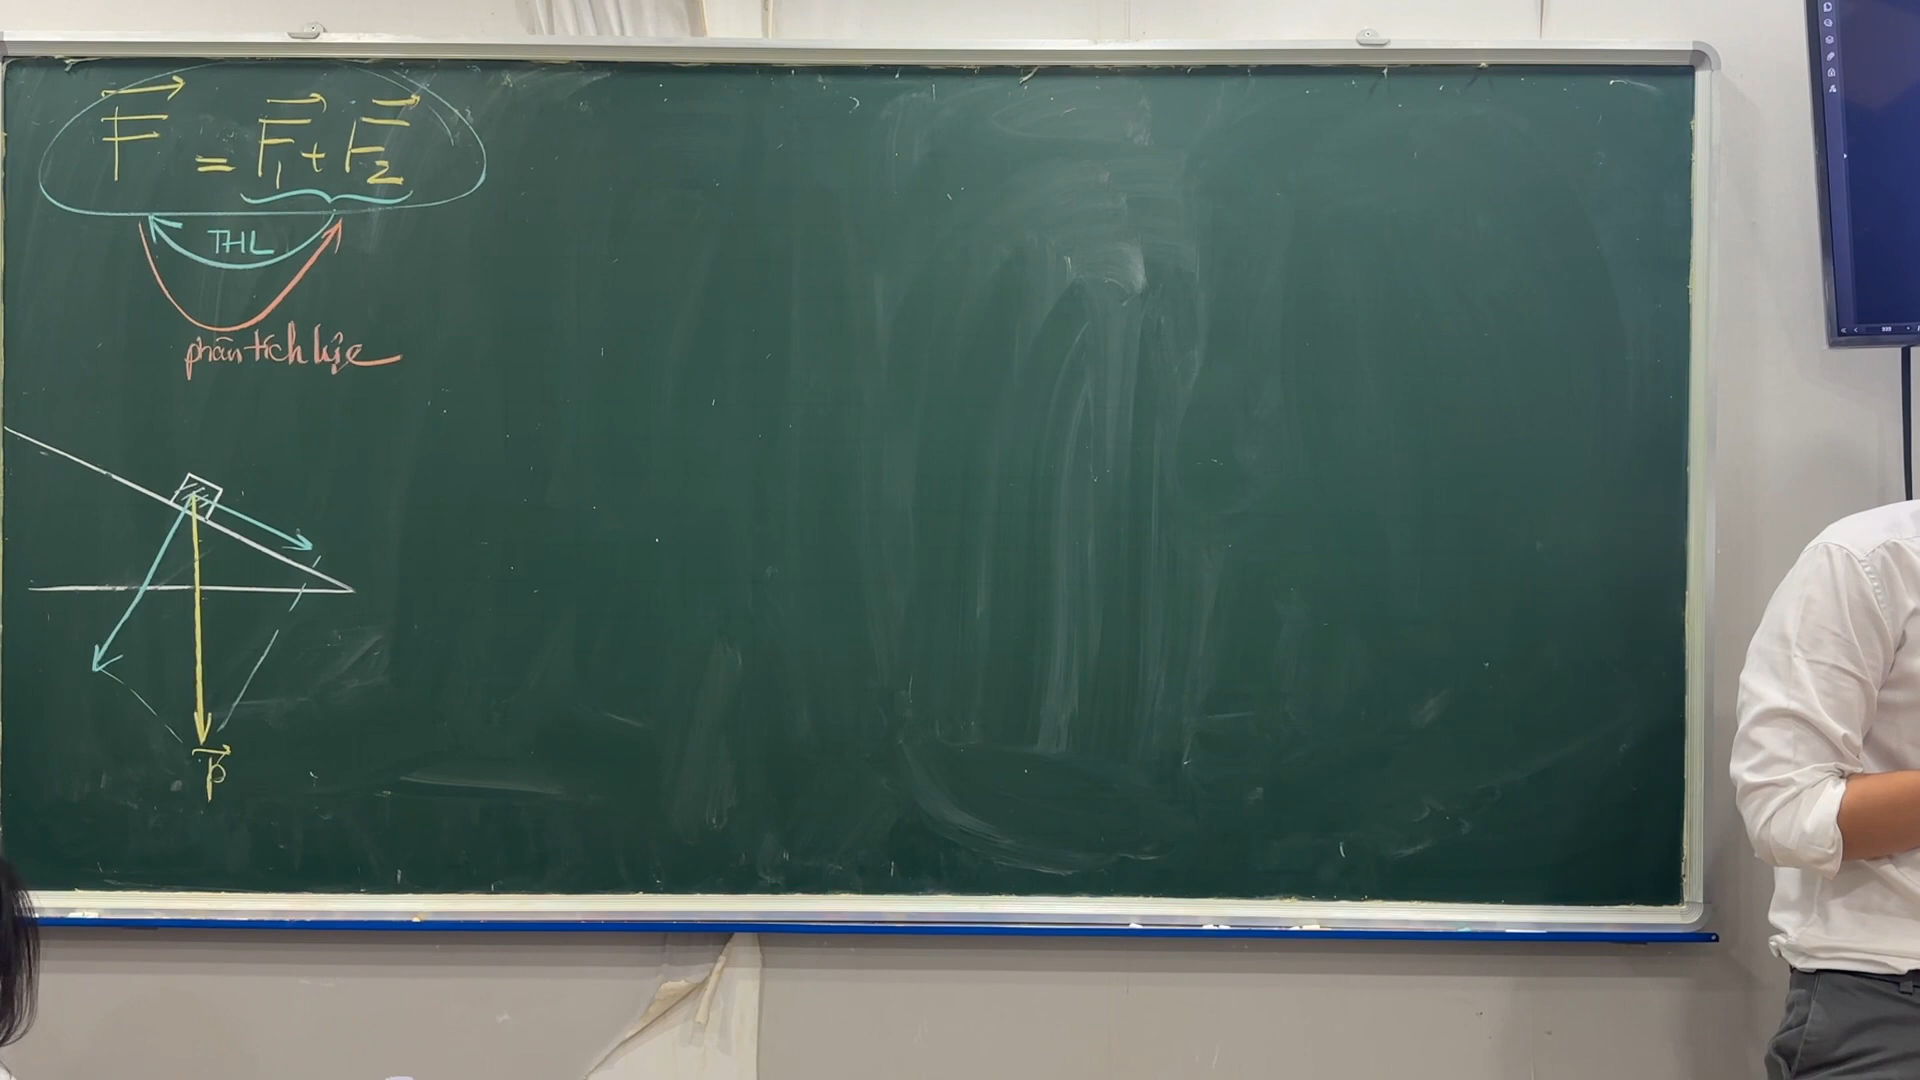 F = F₁ + F₂
THL
phân tích lực
P